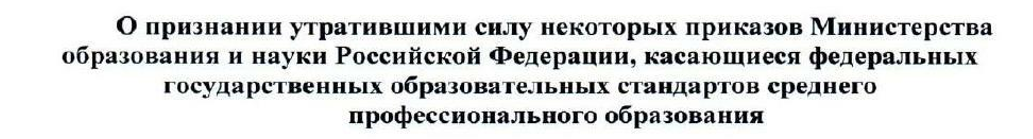 О признании утратившими силу некоторых приказов Министерства
образования и науки Российской Федерации, касающиеся федеральных
государственных образовательных стандартов среднего
профессионального образования